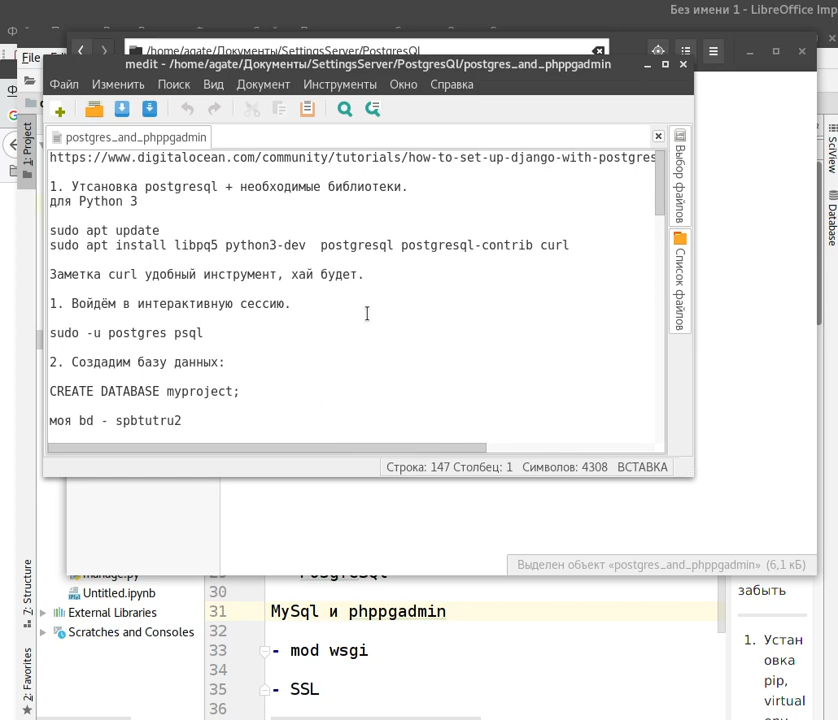 Без имени 1 - LibreOffice Imp
/home/agate/Документы/SettingsServer/PostgresQl
File
medit - /home/agate/Документы/SettingsServer/PostgresQl/postgres_and_phppgadmin
Файл Изменить Поиск Вид Документ Инструменты Окно Справка
postgres_and_phppgadmin
https://www.digitalocean.com/community/tutorials/how-to-set-up-django-with-postgres
1. Утсановка postgresql + необходимые библиотеки.
для Python 3
sudo apt update
sudo apt install libpq5 python3-dev  postgresql postgresql-contrib curl
Заметка curl удобный инструмент, хай будет.
1. Войдём в интерактивную сессию.
sudo -u postgres psql
2. Создадим базу данных:
CREATE DATABASE myproject;
моя bd - spbtutru2
Строка: 147 Столбец: 1 Символов: 4308 ВСТАВКА
Выбор файлов
Список файлов
1: Project
SciView
Database
Выделен объект «postgres_and_phppgadmin» (6,1 кБ)
manage.py
Untitled.ipynb
External Libraries
Scratches and Consoles
7: Structure
2: Favorites
30
31 MySql и phppgadmin
32
33 - mod wsgi
34
35 - SSL
36
забыть
1. Устан
овка
pip,
virtual